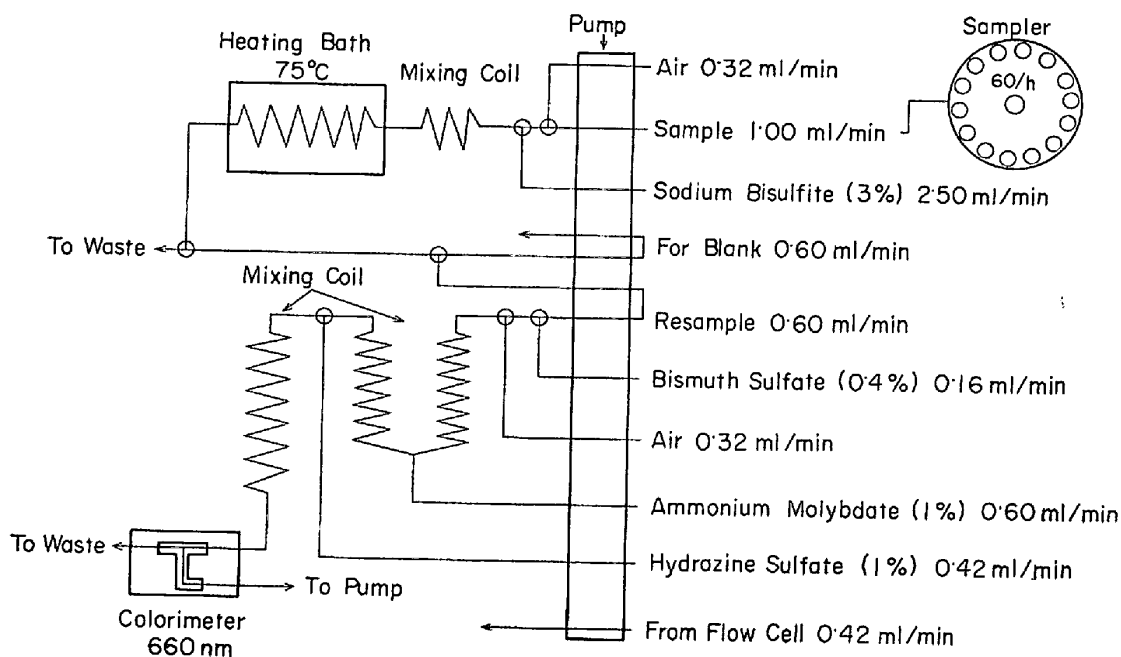 Pump
Sampler
Heating Bath
75°C
Mixing Coil
60/h
Air 0·32 ml/min
Sample 1·00 ml/min
Sodium Bisulfite (3%) 2·50 ml/min
To Waste
For Blank 0·60 ml/min
Mixing Coil
Resample 0·60 ml/min
Bismuth Sulfate (0·4%) 0·16 ml/min
Air 0·32 ml/min
Ammonium Molybdate (1%) 0·60 ml/min
To Waste
Hydrazine Sulfate (1%) 0·42 ml/min
To Pump
Colorimeter
660 nm
From Flow Cell 0·42 ml/min